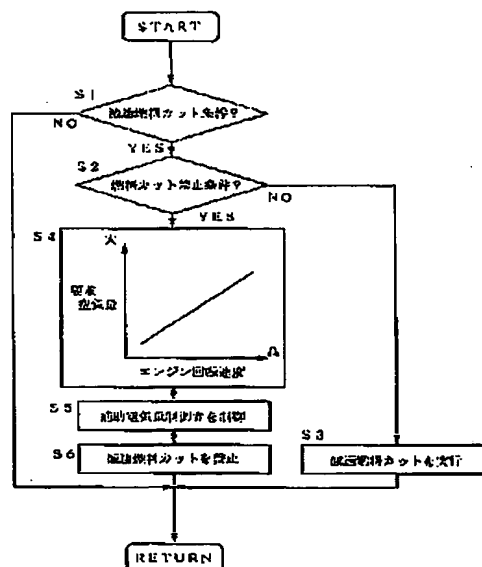 START
S1
減速燃料カット条件?
NO
YES
S2
燃料カット禁止条件?
NO
YES
S4
大
要求
空気量
エンジン回転速度
S5
補助空気量制御弁を制御
S3
S6
減速燃料カットを禁止
減速燃料カットを実行
RETURN